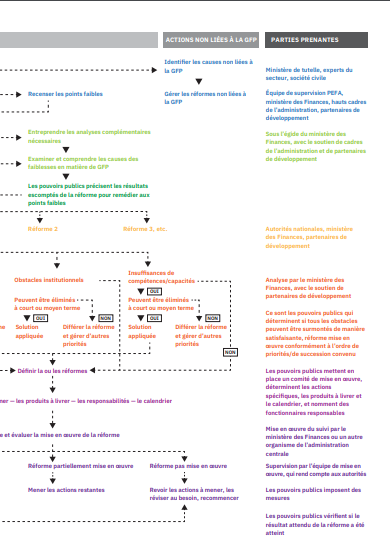 ACTIONS NON LIÉES À LA GFP
PARTIES PRENANTES
Identifier les causes non liées à
la GFP
Ministère de tutelle, experts du
secteur, société civile
Recenser les points faibles
Gérer les réformes non liées à
la GFP
Équipe de supervision PEFA,
ministère des Finances, hauts cadres
de l'administration, partenaires de
développement
Entreprendre les analyses complémentaires
nécessaires
Examiner et comprendre les causes des
faiblesses en matière de GFP
Sous l'égide du ministère des
Finances, avec le soutien de cadres
de l'administration et de partenaires
de développement
Les pouvoirs publics précisent les résultats
escomptés de la réforme pour remédier aux
points faibles
Réforme 2
Réforme 3, etc.
Autorités nationales, ministère
des Finances, partenaires de
développement
Obstacles institutionnels
Insuffisances de
compétences/capacités
Analyse par le ministère des
Finances, avec le soutien de
partenaires de développement
OUI
Peuvent être éliminés
à court ou moyen terme
Peuvent être éliminés
à court ou moyen terme
OUI
NON
OUI
NON
Solution
appliquée
Différer la réforme
et gérer d'autres
priorités
Solution
appliquée
Différer la réforme
et gérer d'autres
priorités
NON
Ce sont les pouvoirs publics qui
déterminent si tous les obstacles
peuvent être surmontés de manière
satisfaisante, réforme mise en
œuvre conformément à l'ordre de
priorités/de succession convenu
Définir la ou les réformes
Les pouvoirs publics mettent en
place un comité de mise en œuvre,
déterminent les actions
spécifiques, les produits à livrer et
le calendrier, et nomment des
fonctionnaires responsables
— les produits à livrer — les responsabilités — le calendrier
et évaluer la mise en œuvre de la réforme
Mise en œuvre du suivi par le
ministère des Finances ou un autre
organisme de l'administration
centrale
Réforme partiellement mise en œuvre
Réforme pas mise en œuvre
Supervision par l'équipe de mise en
œuvre, qui rend compte aux autorités
Mener les actions restantes
Revoir les actions à mener, les
réviser au besoin, recommencer
Les pouvoirs publics imposent des
mesures
Les pouvoirs publics vérifient si le
résultat attendu de la réforme a été
atteint